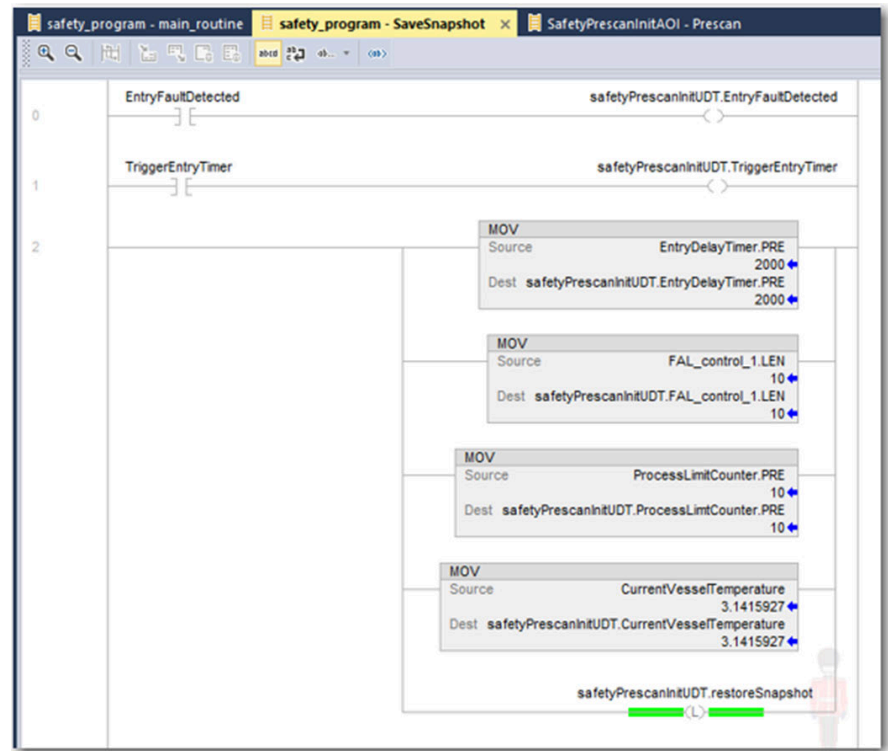 safety_program - main_routine
safety_program - SaveSnapshot
SafetyPrescanInitAOI - Prescan
abcd
EntryFaultDetected
safetyPrescanInitUDT.EntryFaultDetected
0
TriggerEntryTimer
safetyPrescanInitUDT.TriggerEntryTimer
1
MOV
2
Source EntryDelayTimer.PRE
2000
Dest safetyPrescanInitUDT.EntryDelayTimer.PRE
2000
MOV
Source FAL_control_1.LEN
10
Dest safetyPrescanInitUDT.FAL_control_1.LEN
10
MOV
Source ProcessLimitCounter.PRE
10
Dest safetyPrescanInitUDT.ProcessLimtCounter.PRE
10
MOV
Source CurrentVesselTemperature
3.1415927
Dest safetyPrescanInitUDT.CurrentVesselTemperature
3.1415927
safetyPrescanInitUDT.restoreSnapshot
L